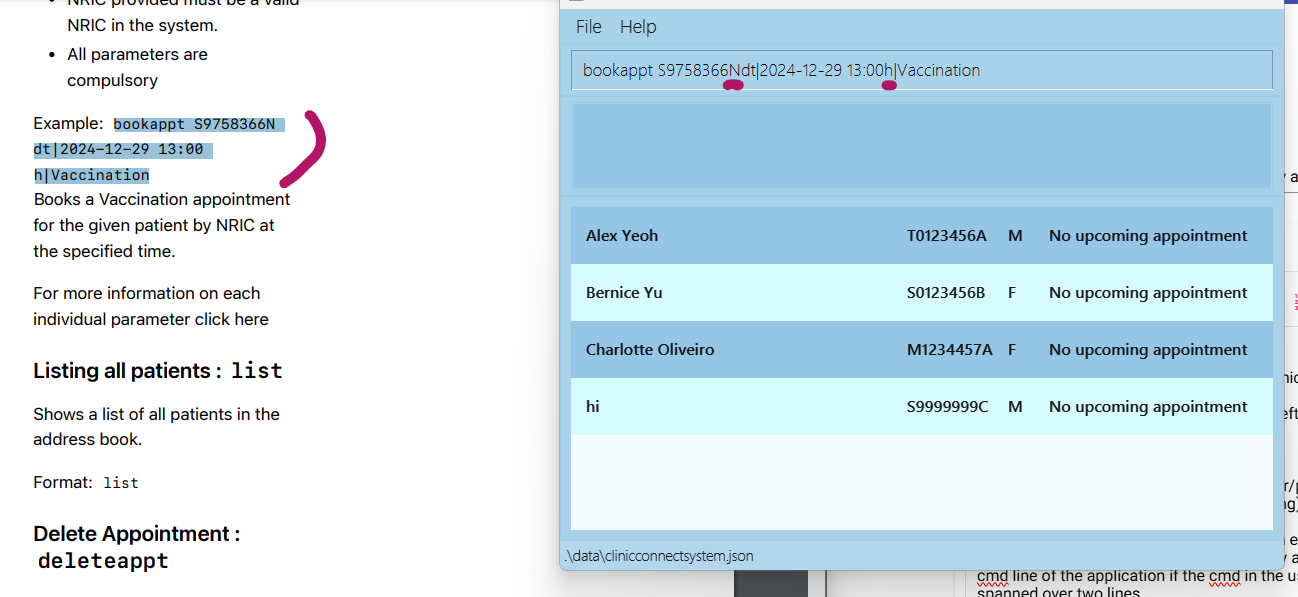 NRIC provided must be a valid
NRIC in the system.
• All parameters are
compulsory
Example: bookappt S9758366N
dt|2024-12-29 13:00
h|Vaccination
Books a Vaccination appointment
for the given patient by NRIC at
the specified time.
For more information on each
individual parameter click here
Listing all patients : list
Shows a list of all patients in the
address book.
Format: list
Delete Appointment :
deleteappt
File Help
bookappt S9758366Ndt|2024-12-29 13:00h|Vaccination
Alex Yeoh T0123456A M No upcoming appointment
Bernice Yu S0123456B F No upcoming appointment
Charlotte Oliveiro M1234457A F No upcoming appointment
hi S9999999C M No upcoming appointment
.\data\clinicconnectsystem.json
cmd line of the application if the cmd in the us
spanned over two lines